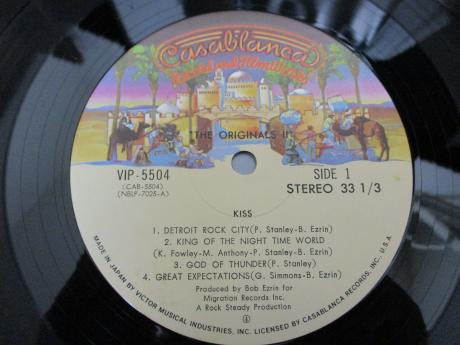 Casablanca
Record and FilmWorks
"THE ORIGINALS II"
VIP-5504
(CAB-5504)
(NBLP-7025-A)
SIDE 1
STEREO 33 1/3
KISS
1. DETROIT ROCK CITY(P. Stanley-B. Ezrin)
2. KING OF THE NIGHT TIME WORLD
(K. Fowley-M. Anthony-P. Stanley-B. Ezrin)
3. GOD OF THUNDER(P. Stanley)
4. GREAT EXPECTATIONS(G. Simmons-B. Ezrin)
Produced by Bob Ezrin for
Migration Records Inc.
A Rock Steady Production
MADE IN JAPAN BY VICTOR MUSICAL INDUSTRIES, INC. LICENSED BY CASABLANCA RECORDS, INC. U.S.A.